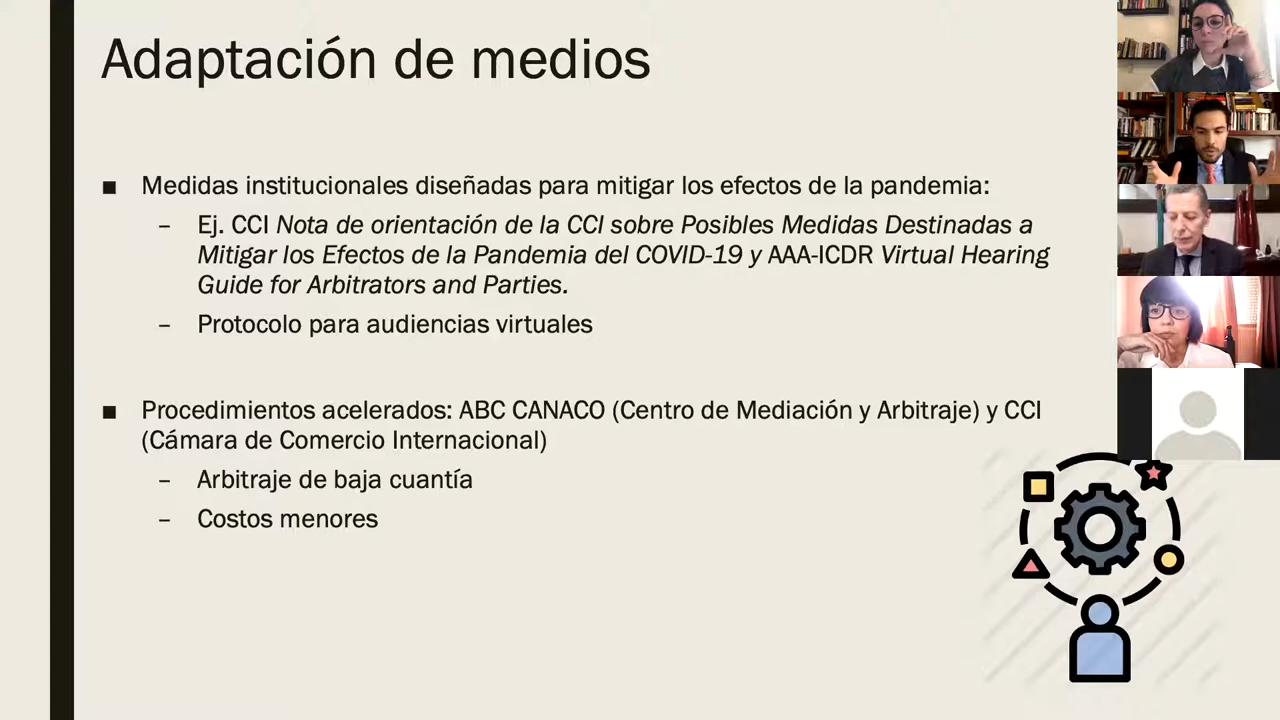 Adaptación de medios
■ Medidas institucionales diseñadas para mitigar los efectos de la pandemia:
– Ej. CCI Nota de orientación de la CCI sobre Posibles Medidas Destinadas a
Mitigar los Efectos de la Pandemia del COVID-19 y AAA-ICDR Virtual Hearing
Guide for Arbitrators and Parties.
– Protocolo para audiencias virtuales
■ Procedimientos acelerados: ABC CANACO (Centro de Mediación y Arbitraje) y CCI
(Cámara de Comercio Internacional)
– Arbitraje de baja cuantía
– Costos menores